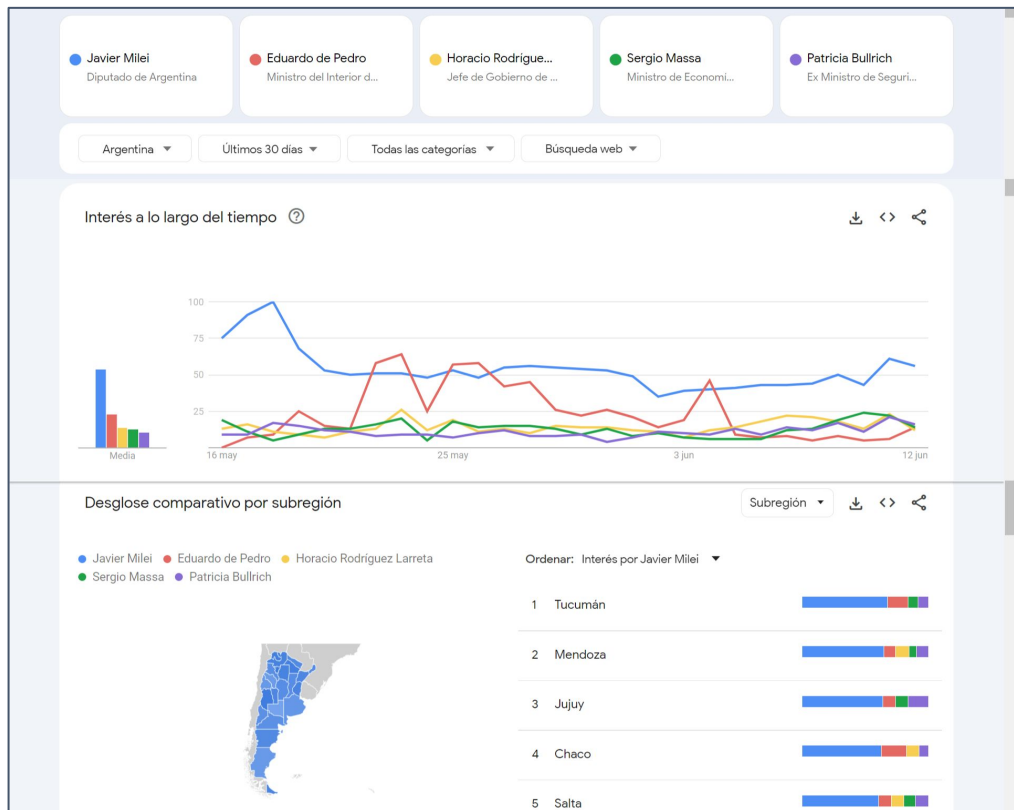 Javier Milei
Diputado de Argentina
Eduardo de Pedro
Ministro del Interior d...
Horacio Rodrigue...
Jefe de Gobierno de ...
Sergio Massa
Ministro de Economí...
Patricia Bullrich
Ex Ministro de Seguri...
Argentina
Últimos 30 días
Todas las categorías
Búsqueda web
Interés a lo largo del tiempo
100
75
50
25
Media
16 may
25 may
3 jun
12 jun
Desglose comparativo por subregión
Subregión
Javier Milei Eduardo de Pedro Horacio Rodríguez Larreta
Sergio Massa Patricia Bullrich
Ordenar: Interés por Javier Milei
1 Tucumán
2 Mendoza
3 Jujuy
4 Chaco
5 Salta